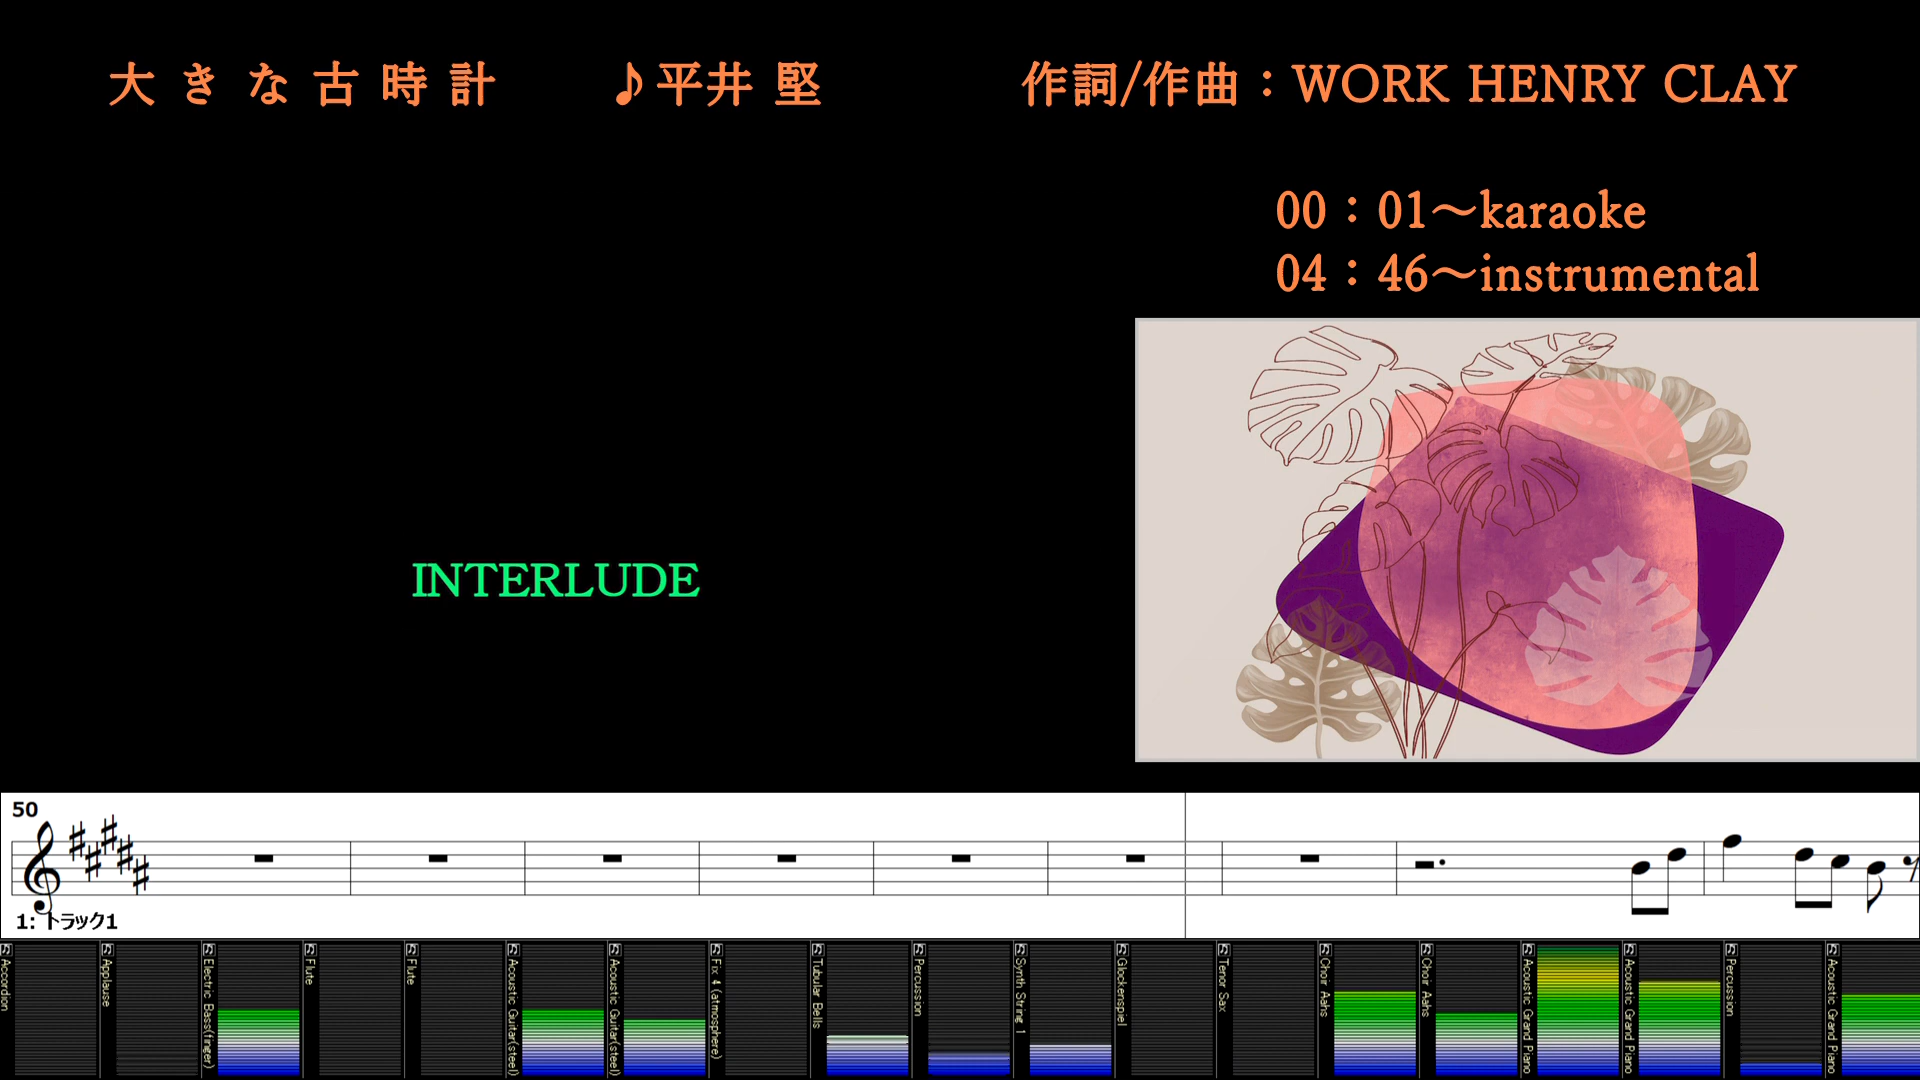 大きな古時計 ♪平井 堅 作詞/作曲：WORK HENRY CLAY
00：01～karaoke
04：46～instrumental
INTERLUDE
50
1: トラック1
Accordion
Applause
Electric Bass(finger)
Flute
Flute
Acoustic Guitar(steel)
Acoustic Guitar(steel)
Fix 4 (atmosphere)
Tubular Bells
Percussion
Synth String 1
Glockenspiel
Tenor Sax
Choir Aahs
Choir Aahs
Acoustic Grand Piano
Acoustic Grand Piano
Percussion
Acoustic Grand Piano